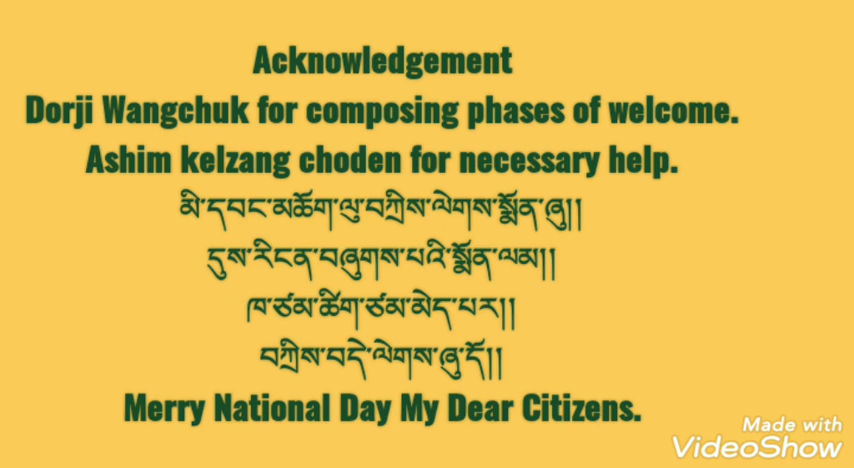 Acknowledgement
Dorji Wangchuk for composing phases of welcome.
Ashim kelzang choden for necessary help.
མི་དབང་མཆོག་ལུ་བཀྲིས་ལེགས་སྨོན་ཞུ།།
དུས་རིངན་བཞུགས་པའི་སྨོན་ལམ།།
ཁ་ཙམ་ཚིག་ཙམ་མེད་པར།།
བཀྲིས་བདེ་ལེགས་ཞུ་དོ།།
Merry National Day My Dear Citizens.
Made with
VideoShow